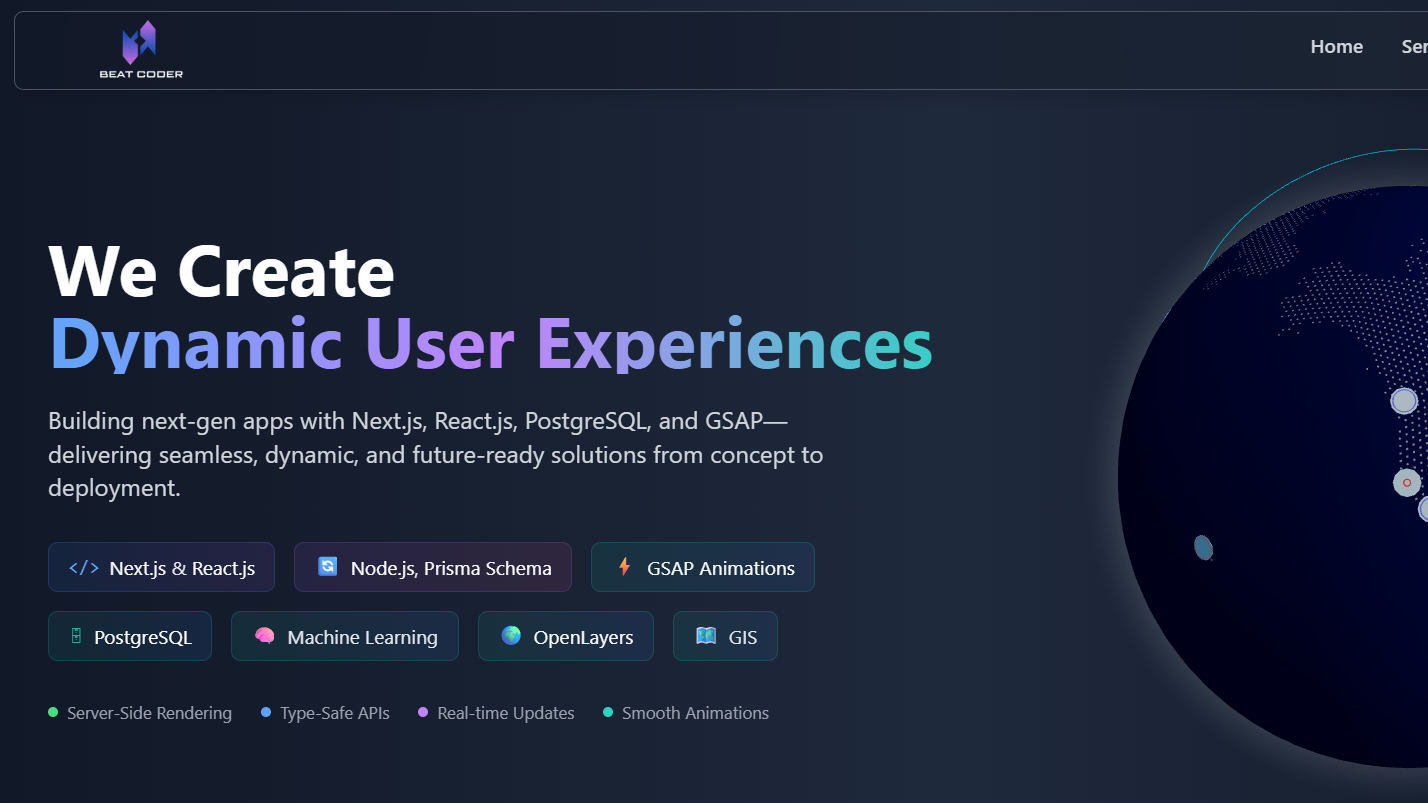 BEAT CODER
Home
Ser
We Create
Dynamic User Experiences
Building next-gen apps with Next.js, React.js, PostgreSQL, and GSAP—
delivering seamless, dynamic, and future-ready solutions from concept to
deployment.
</> Next.js & React.js
Node.js, Prisma Schema
GSAP Animations
PostgreSQL
Machine Learning
OpenLayers
GIS
Server-Side Rendering
Type-Safe APIs
Real-time Updates
Smooth Animations